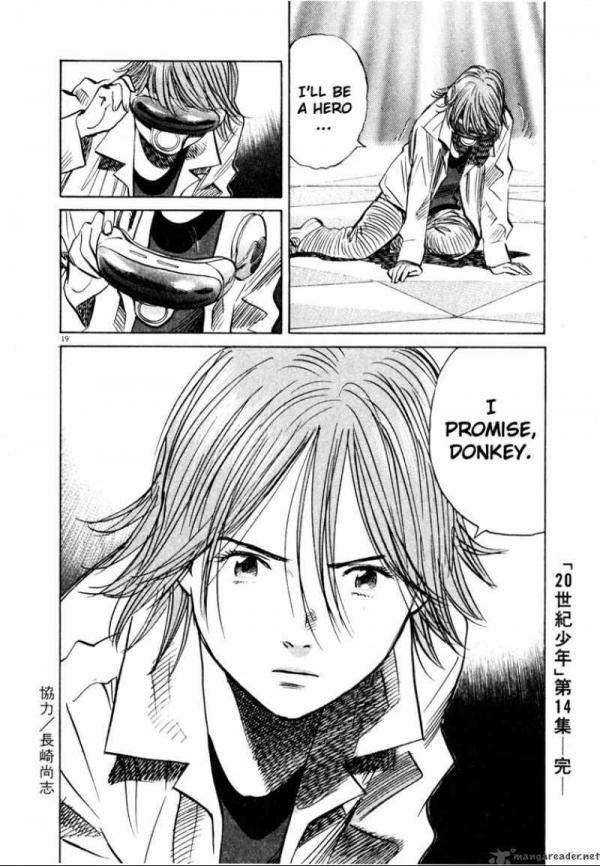 I'LL BE
A HERO
...
19
I
PROMISE,
DONKEY.
「20世紀少年」第14集―完―
協力／長崎尚志
mangareader.net